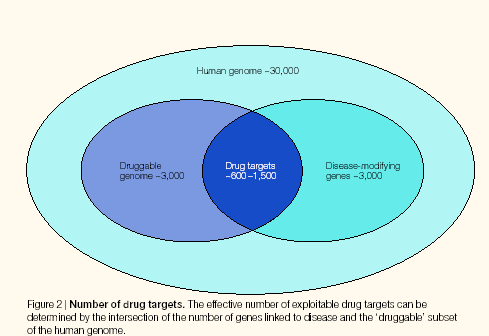 Human genome ~30,000
Druggable
genome ~3,000
Drug targets
~600–1,500
Disease-modifying
genes ~3,000
Figure 2 | Number of drug targets. The effective number of exploitable drug targets can be
determined by the intersection of the number of genes linked to disease and the ‘druggable’ subset
of the human genome.